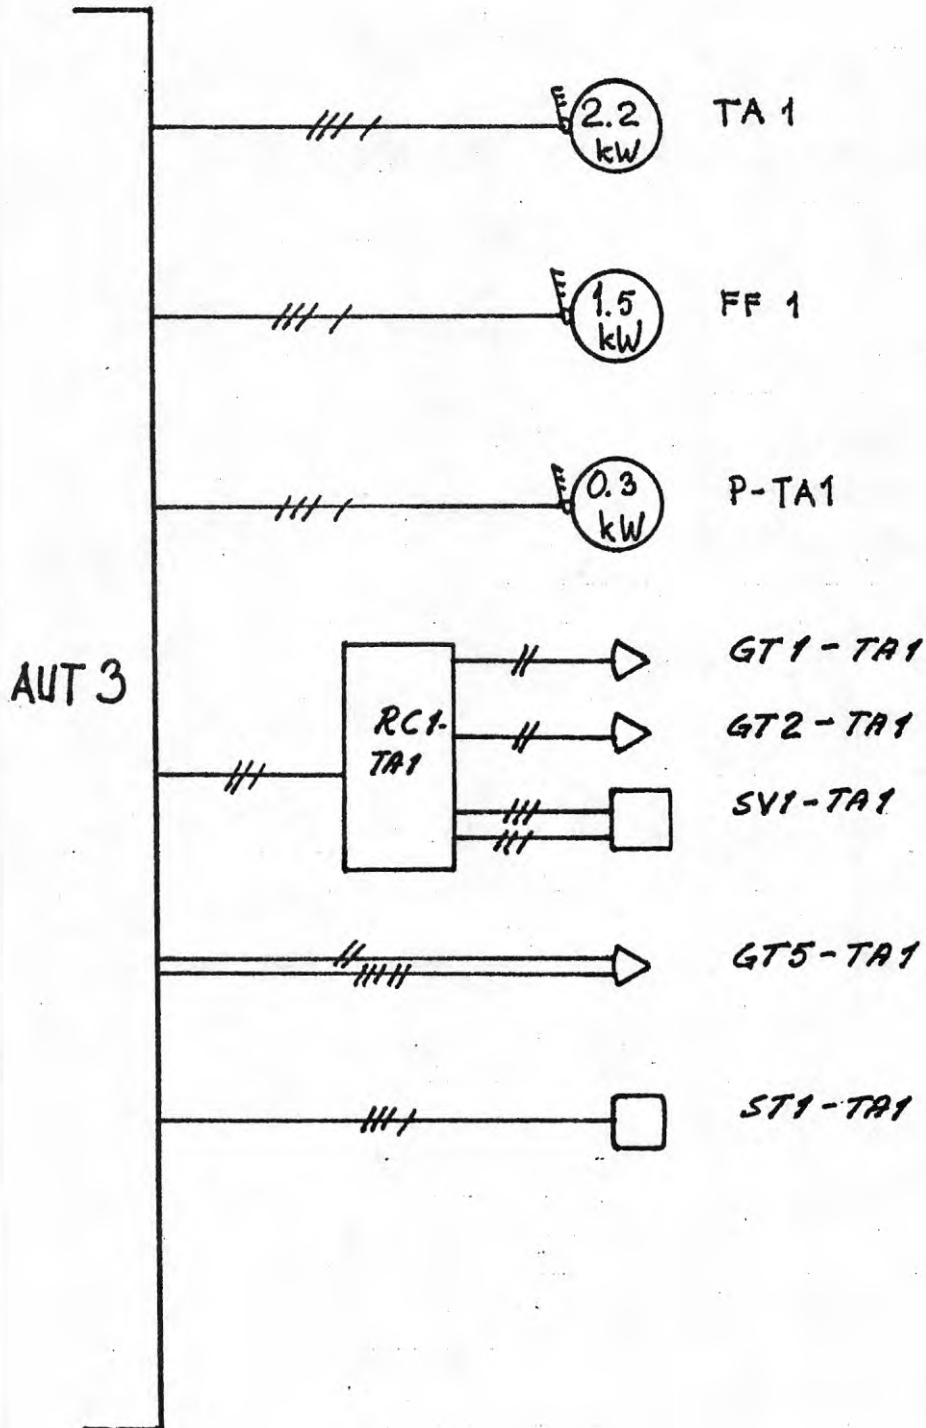 2.2
kW
TA 1
1.5
kW
FF 1
0.3
kW
P-TA1
AUT 3
RC1-
TA1
GT1-TA1
GT2-TA1
SV1-TA1
GT5-TA1
ST1-TA1